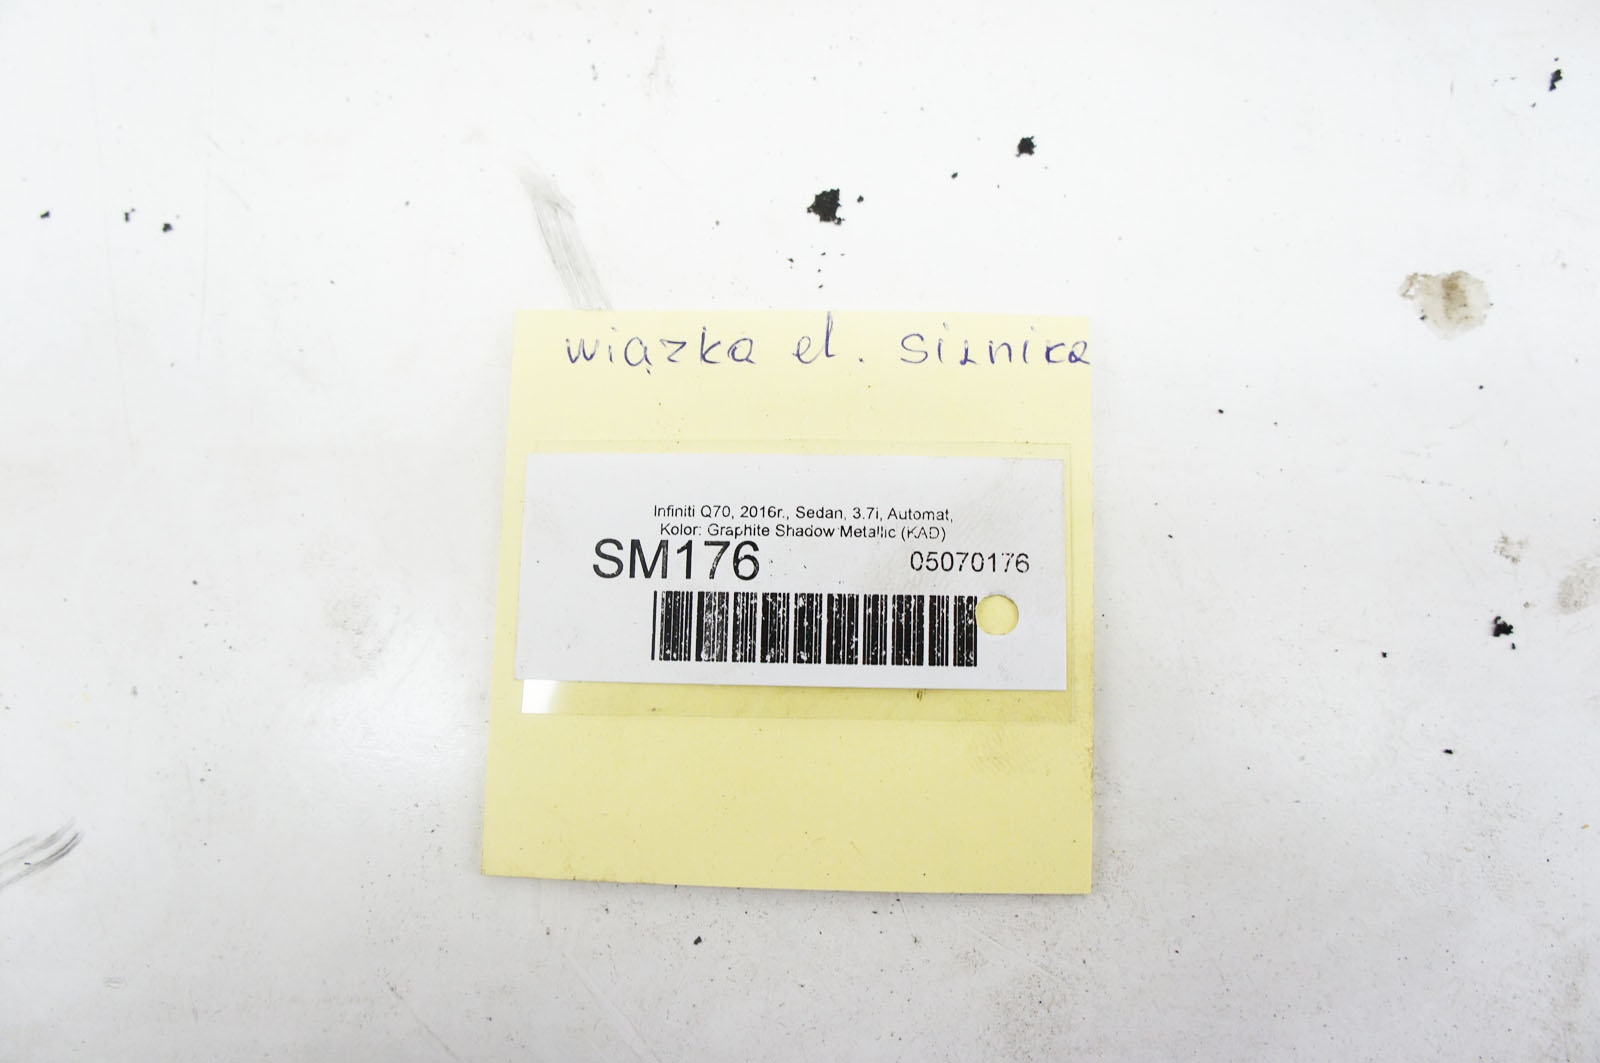 wiązka el. silnika
Infiniti Q70, 2016r., Sedan, 3.7i, Automat,
Kolor: Graphite Shadow Metallic (KAD)
SM176 05070176